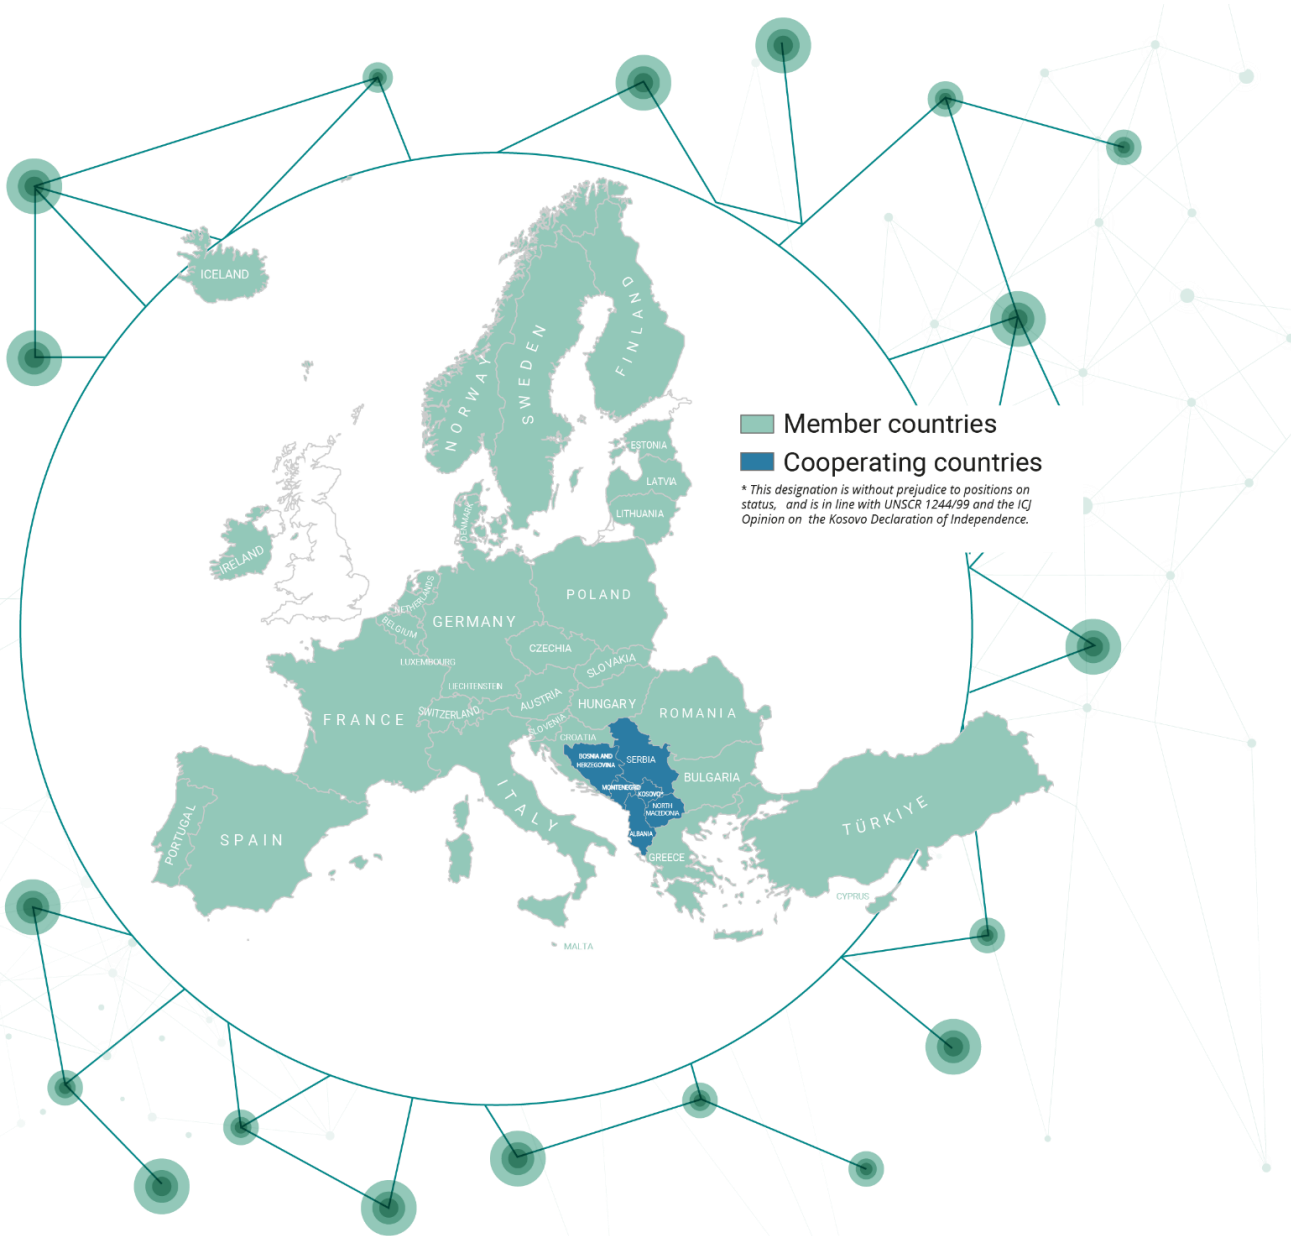 ICELAND
NORWAY
SWEDEN
FINLAND
Member countries
Cooperating countries
* This designation is without prejudice to positions on
status, and is in line with UNSCR 1244/99 and the ICJ
Opinion on the Kosovo Declaration of Independence.
ESTONIA
LATVIA
LITHUANIA
DENMARK
IRELAND
NETHERLANDS
BELGIUM
GERMANY
POLAND
LUXEMBOURG
CZECHIA
SLOVAKIA
LIECHTENSTEIN
AUSTRIA
HUNGARY
SWITZERLAND
FRANCE
SLOVENIA
CROATIA
ROMANIA
BOSNIA AND
HERZEGOVINA
SERBIA
MONTENEGRO
KOSOVO*
BULGARIA
NORTH
MACEDONIA
ALBANIA
ITALY
PORTUGAL
SPAIN
GREECE
TÜRKIYE
CYPRUS
MALTA